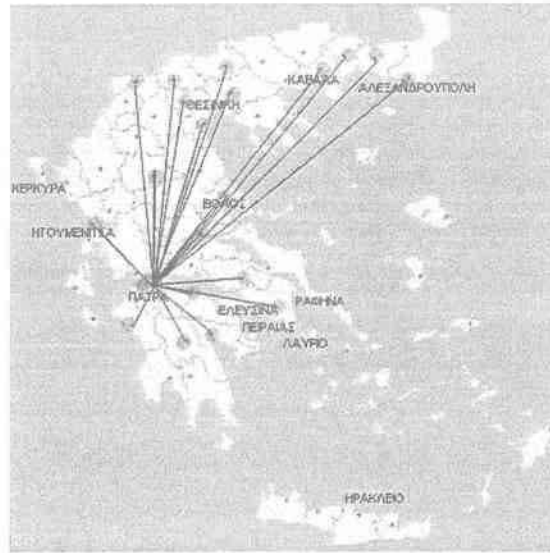 ΚΑΒΑΛΑ
ΑΛΕΞΑΝΔΡΟΥΠΟΛΗ
ΘΕΣ/ΝΙΚΗ
ΚΕΡΚΥΡΑ
ΒΟΛΟΣ
ΗΓΟΥΜΕΝΙΤΣΑ
ΠΑΤΡΑ
ΡΑΦΗΝΑ
ΕΛΕΥΣΙΝΑ
ΠΕΙΡΑΙΑΣ
ΛΑΥΡΙΟ
ΗΡΑΚΛΕΙΟ